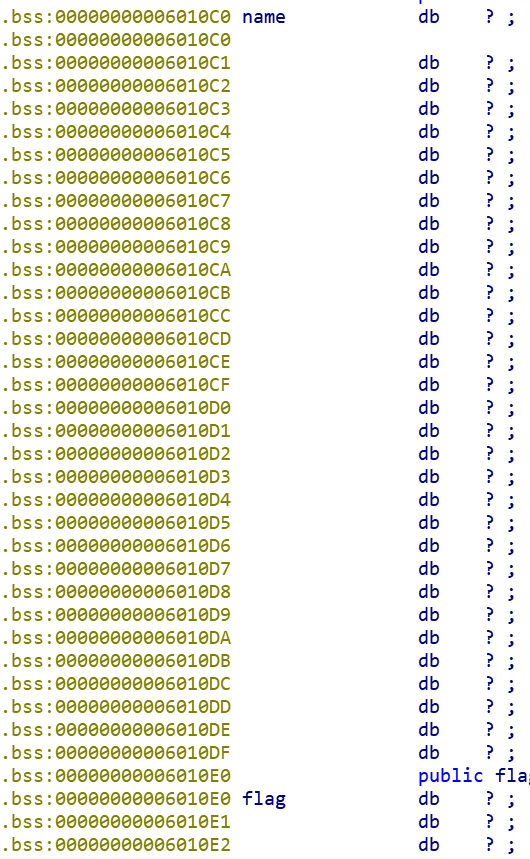 .bss:00000000006010C0 name db ? ;
.bss:00000000006010C0
.bss:00000000006010C1 db ? ;
.bss:00000000006010C2 db ? ;
.bss:00000000006010C3 db ? ;
.bss:00000000006010C4 db ? ;
.bss:00000000006010C5 db ? ;
.bss:00000000006010C6 db ? ;
.bss:00000000006010C7 db ? ;
.bss:00000000006010C8 db ? ;
.bss:00000000006010C9 db ? ;
.bss:00000000006010CA db ? ;
.bss:00000000006010CB db ? ;
.bss:00000000006010CC db ? ;
.bss:00000000006010CD db ? ;
.bss:00000000006010CE db ? ;
.bss:00000000006010CF db ? ;
.bss:00000000006010D0 db ? ;
.bss:00000000006010D1 db ? ;
.bss:00000000006010D2 db ? ;
.bss:00000000006010D3 db ? ;
.bss:00000000006010D4 db ? ;
.bss:00000000006010D5 db ? ;
.bss:00000000006010D6 db ? ;
.bss:00000000006010D7 db ? ;
.bss:00000000006010D8 db ? ;
.bss:00000000006010D9 db ? ;
.bss:00000000006010DA db ? ;
.bss:00000000006010DB db ? ;
.bss:00000000006010DC db ? ;
.bss:00000000006010DD db ? ;
.bss:00000000006010DE db ? ;
.bss:00000000006010DF db ? ;
.bss:00000000006010E0 public flag
.bss:00000000006010E0 flag db ? ;
.bss:00000000006010E1 db ? ;
.bss:00000000006010E2 db ? ;